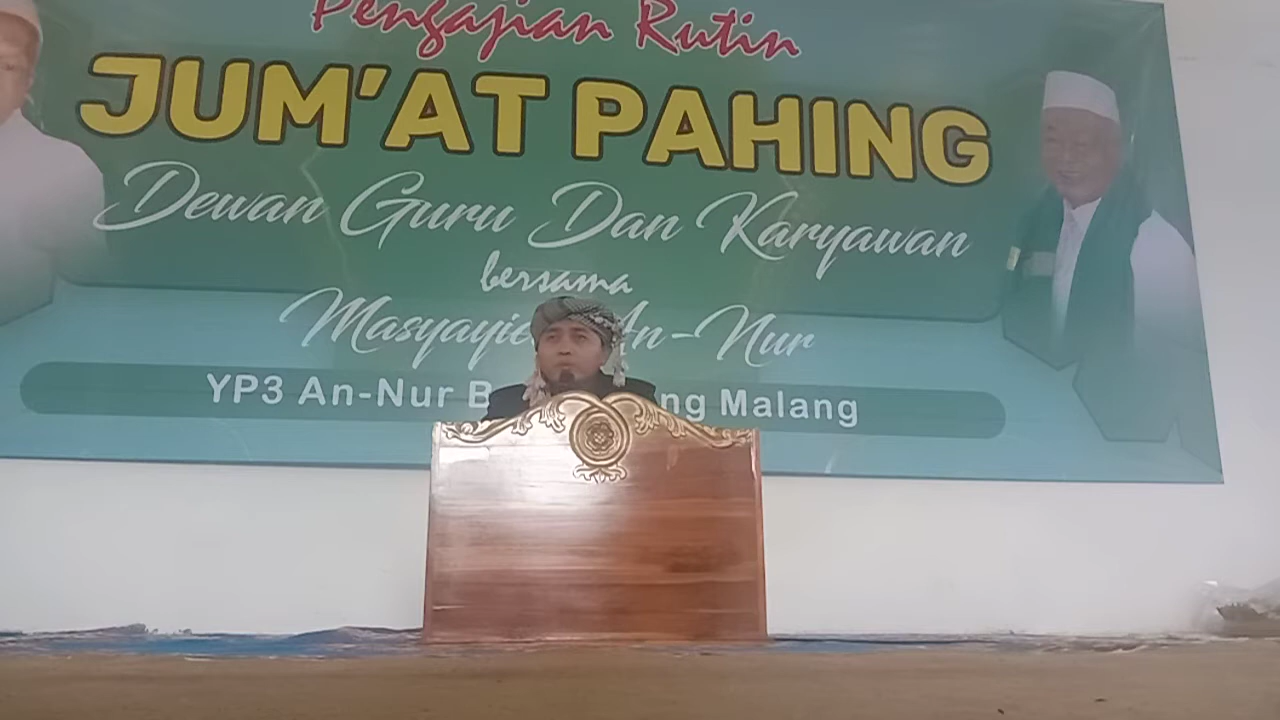 Pengajian Rutin
JUM'AT PAHING
Dewan Guru Dan Karyawan
bersama
An-Nur
YP3 An-Nur Malang